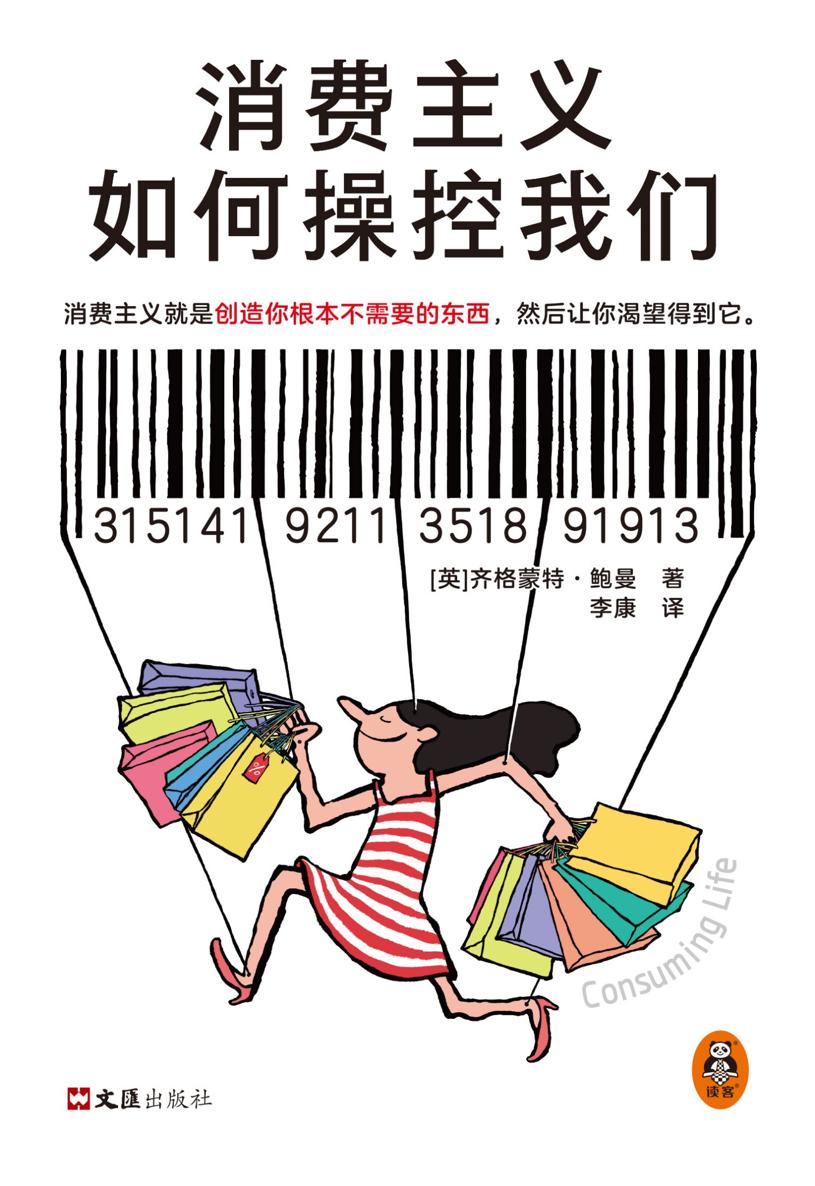 消费主义
如何操控我们
消费主义就是创造你根本不需要的东西，然后让你渴望得到它。
315141 9211 3518 91913
[英]齐格蒙特·鲍曼 著
李康 译
%
Consuming Life
文匯出版社
读客®